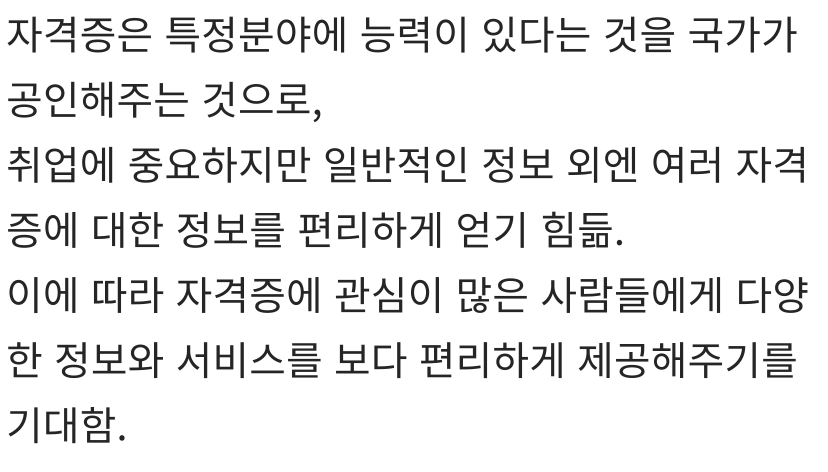 자격증은 특정분야에 능력이 있다는 것을 국가가
공인해주는 것으로,
취업에 중요하지만 일반적인 정보 외엔 여러 자격
증에 대한 정보를 편리하게 얻기 힘듦.
이에 따라 자격증에 관심이 많은 사람들에게 다양
한 정보와 서비스를 보다 편리하게 제공해주기를
기대함.